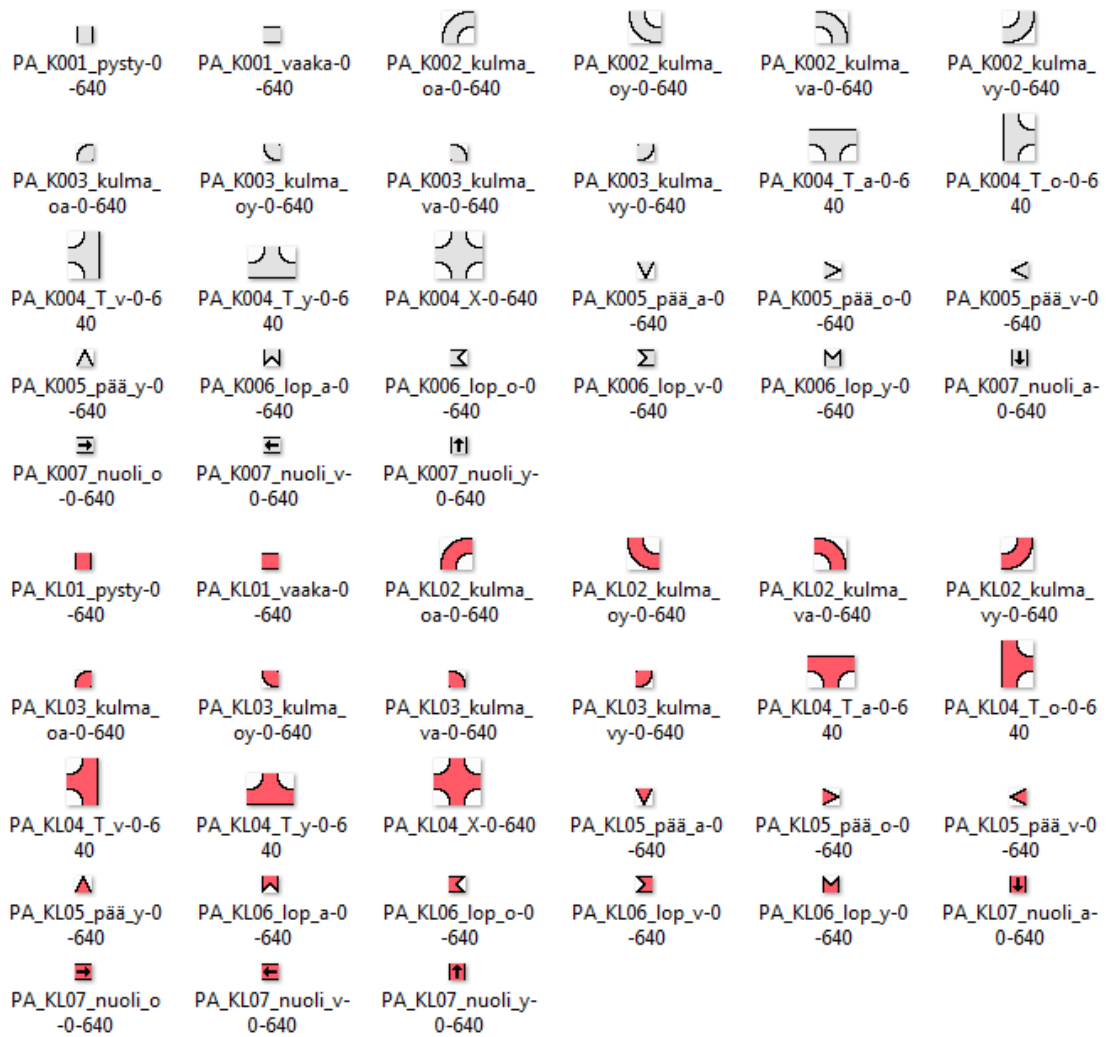 PA_K001_pysty-0
-640
PA_K001_vaaka-0
-640
PA_K002_kulma_
oa-0-640
PA_K002_kulma_
oy-0-640
PA_K002_kulma_
va-0-640
PA_K002_kulma_
vy-0-640
PA_K003_kulma_
oa-0-640
PA_K003_kulma_
oy-0-640
PA_K003_kulma_
va-0-640
PA_K003_kulma_
vy-0-640
PA_K004_T_a-0-6
40
PA_K004_T_o-0-6
40
PA_K004_T_v-0-6
40
PA_K004_T_y-0-6
40
PA_K004_X-0-640
PA_K005_pää_a-0
-640
PA_K005_pää_o-0
-640
PA_K005_pää_v-0
-640
PA_K005_pää_y-0
-640
PA_K006_lop_a-0
-640
PA_K006_lop_o-0
-640
PA_K006_lop_v-0
-640
PA_K006_lop_y-0
-640
PA_K007_nuoli_a-
0-640
PA_K007_nuoli_o
-0-640
PA_K007_nuoli_v-
0-640
PA_K007_nuoli_y-
0-640
PA_KL01_pysty-0
-640
PA_KL01_vaaka-0
-640
PA_KL02_kulma_
oa-0-640
PA_KL02_kulma_
oy-0-640
PA_KL02_kulma_
va-0-640
PA_KL02_kulma_
vy-0-640
PA_KL03_kulma_
oa-0-640
PA_KL03_kulma_
oy-0-640
PA_KL03_kulma_
va-0-640
PA_KL03_kulma_
vy-0-640
PA_KL04_T_a-0-6
40
PA_KL04_T_o-0-6
40
PA_KL04_T_v-0-6
40
PA_KL04_T_y-0-6
40
PA_KL04_X-0-640
PA_KL05_pää_a-0
-640
PA_KL05_pää_o-0
-640
PA_KL05_pää_v-0
-640
PA_KL05_pää_y-0
-640
PA_KL06_lop_a-0
-640
PA_KL06_lop_o-0
-640
PA_KL06_lop_v-0
-640
PA_KL06_lop_y-0
-640
PA_KL07_nuoli_a-
0-640
PA_KL07_nuoli_o
-0-640
PA_KL07_nuoli_v-
0-640
PA_KL07_nuoli_y-
0-640